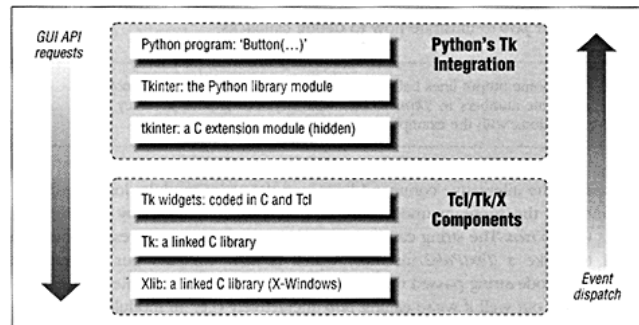 GUI API
requests
Python program: ‘Button(…)’
Tkinter: the Python library module
tkinter: a C extension module (hidden)
Python’s Tk
Integration
Tk widgets: coded in C and Tcl
Tk: a linked C library
Xlib: a linked C library (X-Windows)
Tcl/Tk/X
Components
Event
dispatch